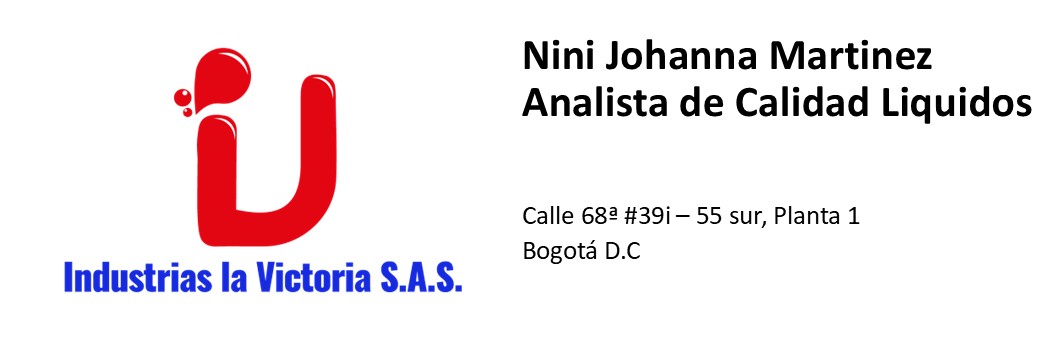 Nini Johanna Martinez
Analista de Calidad Liquidos
Calle 68ª #39i – 55 sur, Planta 1
Bogotá D.C
Industrias la Victoria S.A.S.